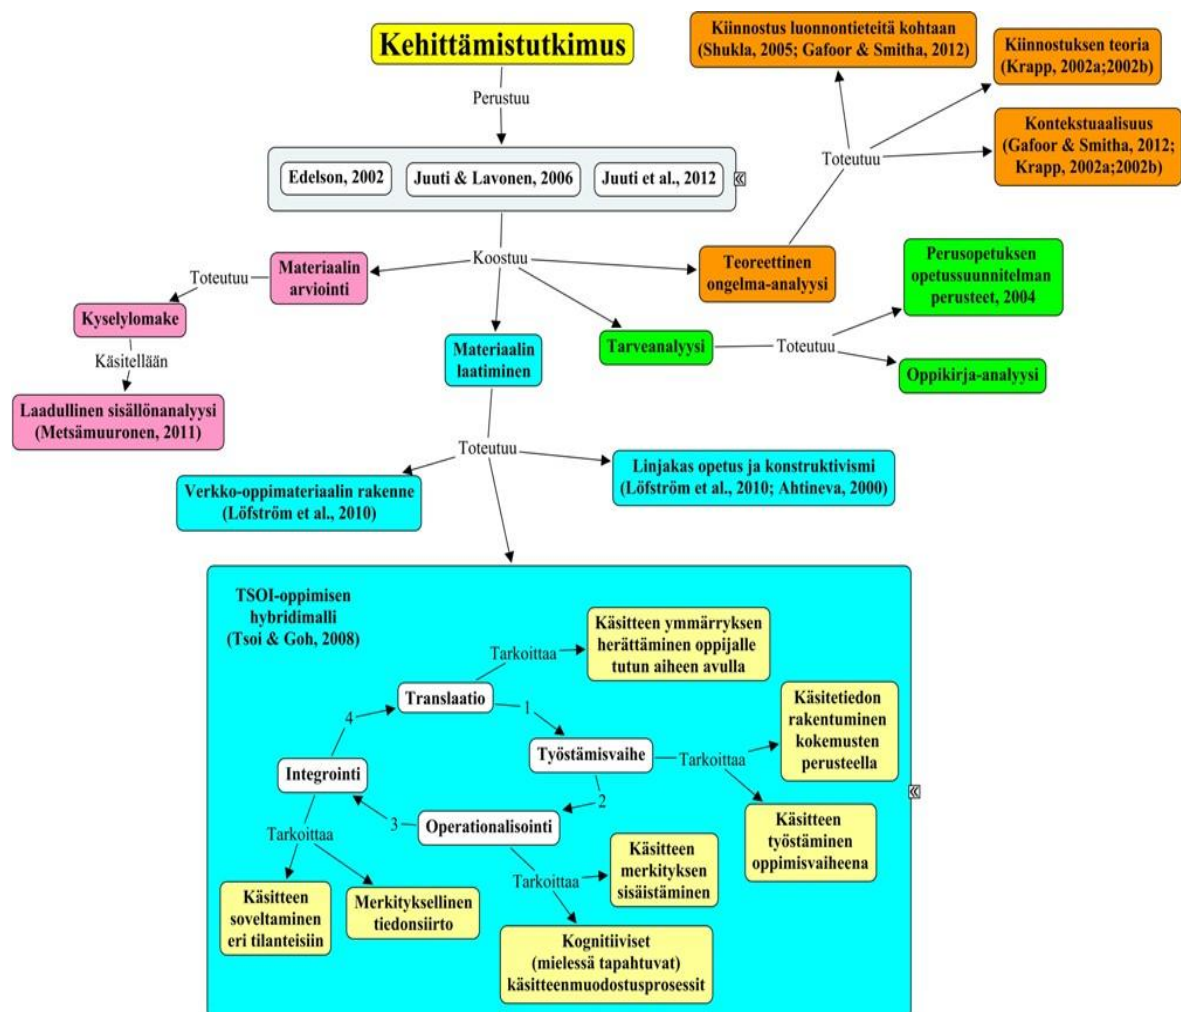 Kehittämistutkimus
Perustuu
Edelson, 2002
Juuti & Lavonen, 2006
Juuti et al., 2012
Koostuu
Kiinnostus luonnontieteitä kohtaan
(Shukla, 2005; Gafoor & Smitha, 2012)
Kiinnostuksen teoria
(Krapp, 2002a;2002b)
Kontekstuaalisuus
(Gafoor & Smitha, 2012;
Krapp, 2002a;2002b)
Toteutuu
Teoreettinen
ongelma-analyysi
Perusopetuksen
opetussuunnitelman
perusteet, 2004
Tarveanalyysi
Toteutuu
Oppikirja-analyysi
Materiaalin
arviointi
Toteutuu
Kyselylomake
Käsitellään
Laadullinen sisällönanalyysi
(Metsämuuronen, 2011)
Materiaalin
laatiminen
Toteutuu
Verkko-oppimateriaalin rakenne
(Löfström et al., 2010)
Linjakas opetus ja konstruktivismi
(Löfström et al., 2010; Ahtineva, 2000)
TSOI-oppimisen
hybridimalli
(Tsoi & Goh, 2008)
Translaatio
Tarkoittaa
Käsitteen ymmärryksen
herättäminen oppijalle
tutun aiheen avulla
1
Työstämisvaihe
Tarkoittaa
Käsitetiedon
rakentuminen
kokemusten
perusteella
Käsitteen
työstäminen
oppimisvaiheena
2
Operationalisointi
Tarkoittaa
Käsitteen
merkityksen
sisäistäminen
Kognitiiviset
(mielessä tapahtuvat)
käsitteenmuodostusprosessit
3
Integrointi
4
Tarkoittaa
Käsitteen
soveltaminen
eri tilanteisiin
Merkityksellinen
tiedonsiirto